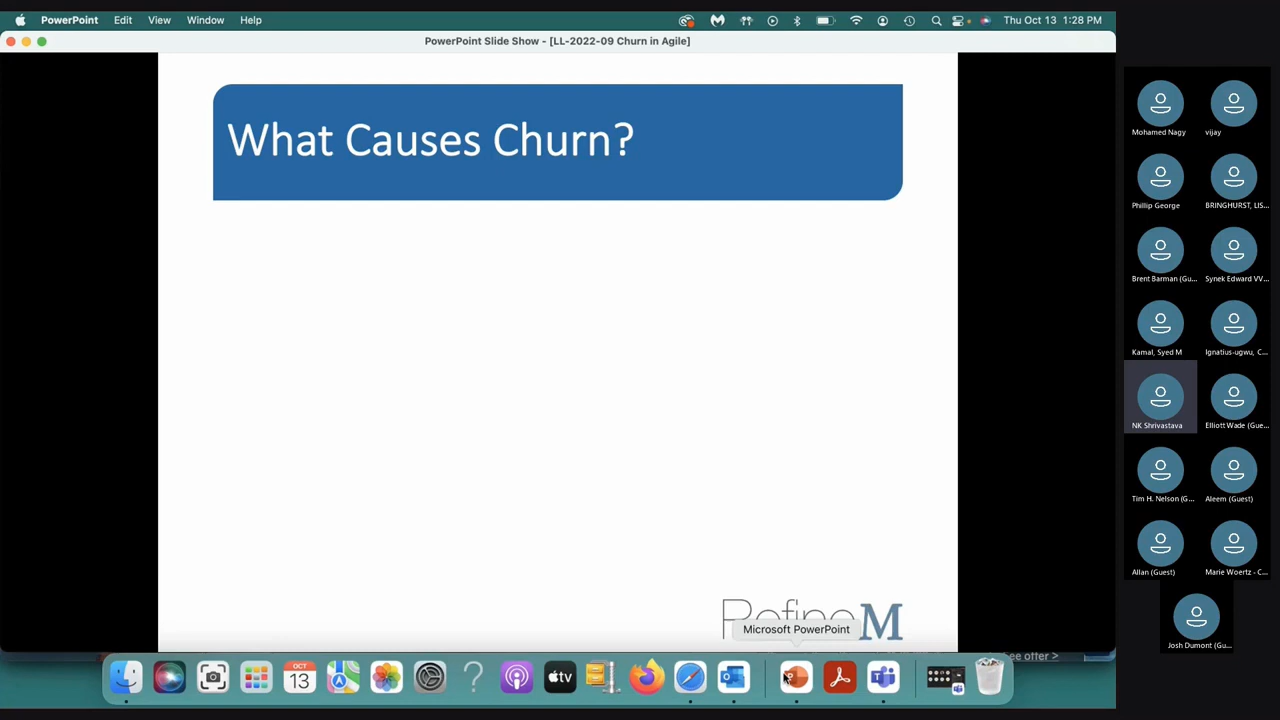 PowerPoint Edit View Window Help Thu Oct 13 1:28 PM
PowerPoint Slide Show - [LL-2022-09 Churn in Agile]
What Causes Churn?
Mohamed Nagy
vijay
Phillip George
BRINGHURST, LIS...
Brent Barman (Gu...
Synek Edward VV...
Kamal, Syed M
Ignatius-ugwu, C...
NK Shrivastava
Elliott Wade (Gue...
Tim H. Nelson (G...
Aleem (Guest)
Allan (Guest)
Marie Woertz - C...
Josh Dumont (Gu...
RefineM
Microsoft PowerPoint
See offer >
OCT
13
tv